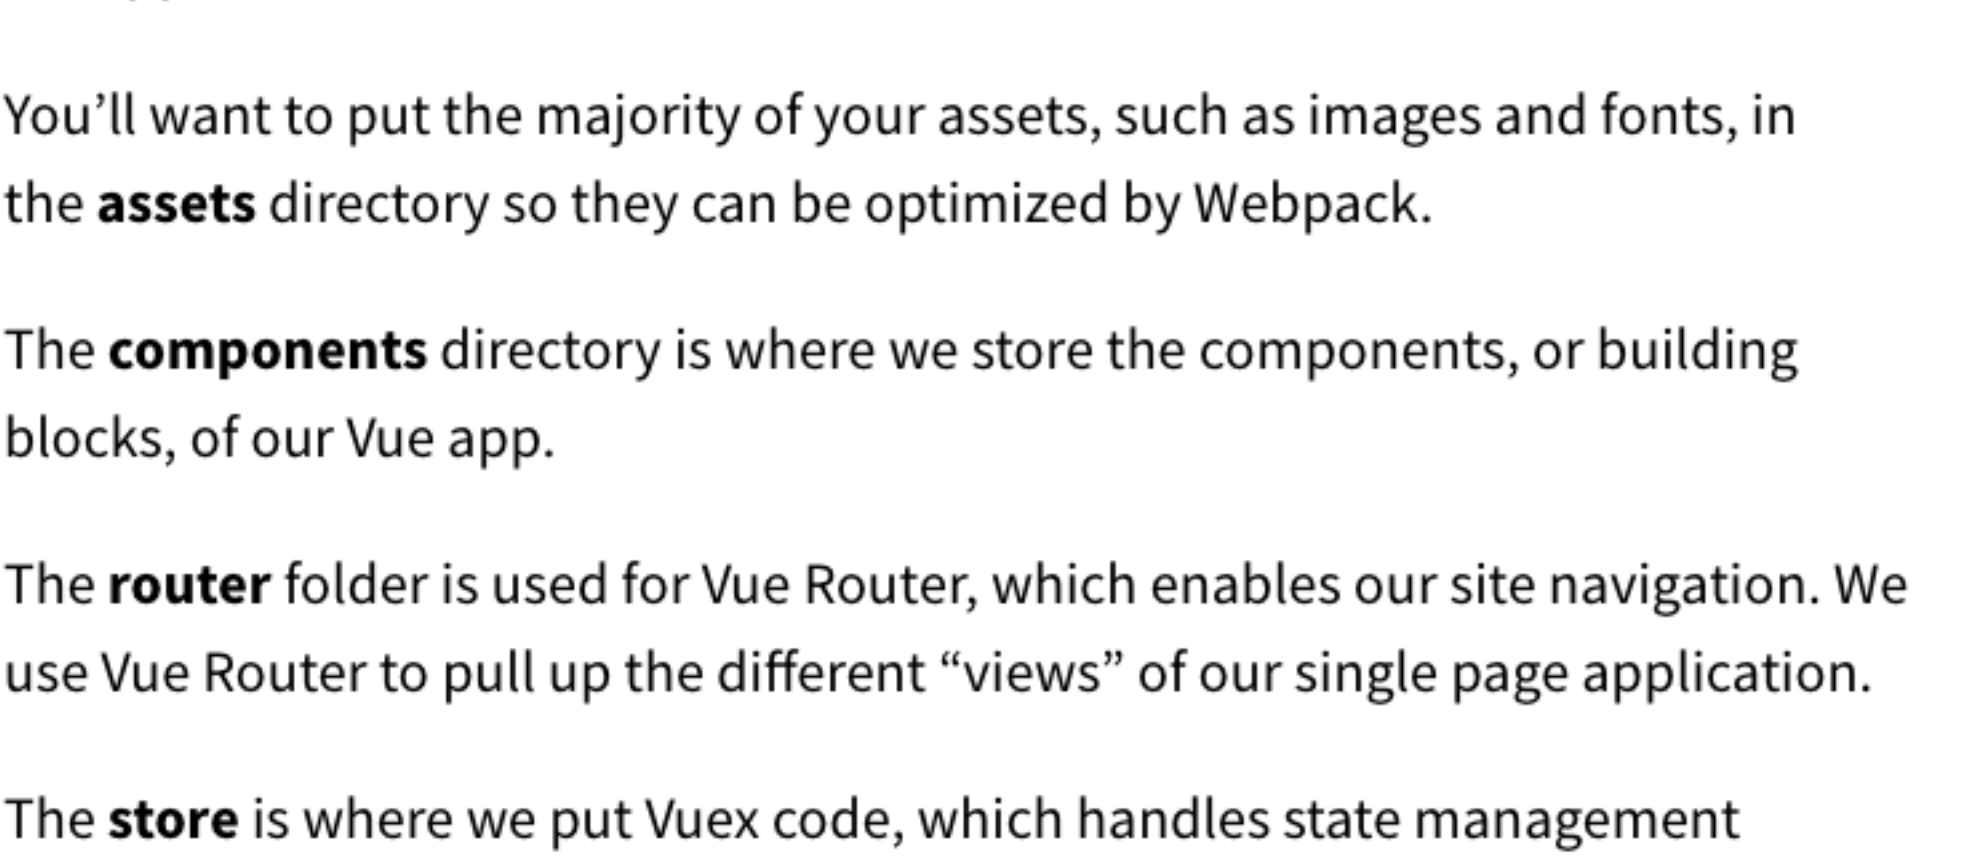 You’ll want to put the majority of your assets, such as images and fonts, in
the assets directory so they can be optimized by Webpack.
The components directory is where we store the components, or building
blocks, of our Vue app.
The router folder is used for Vue Router, which enables our site navigation. We
use Vue Router to pull up the different “views” of our single page application.
The store is where we put Vuex code, which handles state management